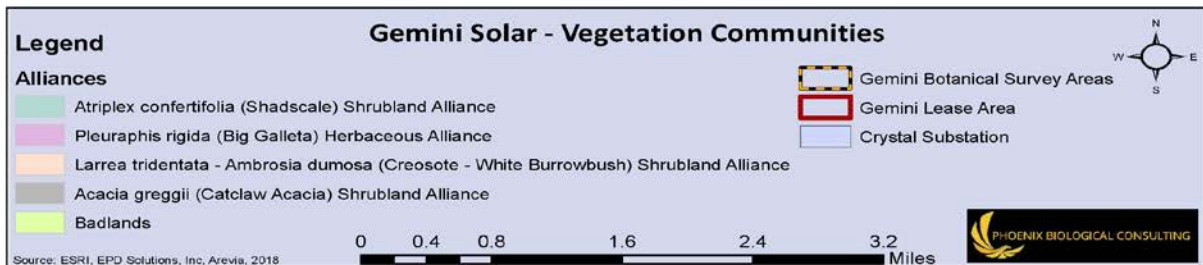 Gemini Solar - Vegetation Communities
Legend
Alliances
Atriplex confertifolia (Shadscale) Shrubland Alliance
Pleuraphis rigida (Big Galleta) Herbaceous Alliance
Larrea tridentata - Ambrosia dumosa (Creosote - White Burrowbush) Shrubland Alliance
Acacia greggii (Catclaw Acacia) Shrubland Alliance
Badlands
Gemini Botanical Survey Areas
Gemini Lease Area
Crystal Substation
N
W E
S
0 0.4 0.8 1.6 2.4 3.2
Miles
Source: ESRI, EPD Solutions, Inc, Arevia, 2018
PHOENIX BIOLOGICAL CONSULTING